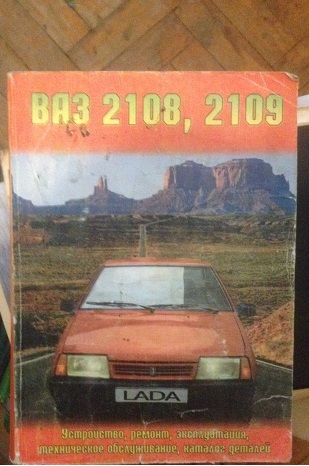 ВАЗ 2108, 2109
LADA
Устройство, ремонт, эксплуатация,
техническое обслуживание, каталог деталей